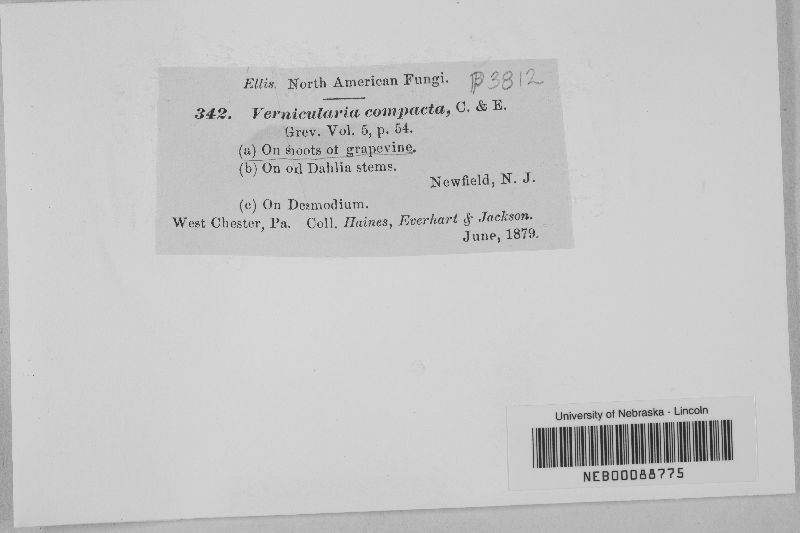 Ellis. North American Fungi. P3812
342. Vernicularia compacta, C. & E.
Grev. Vol. 5, p. 54.
(a) On shoots of grapevine.
(b) On old Dahlia stems.
Newfield, N. J.
(c) On Desmodium.
West Chester, Pa. Coll. Haines, Everhart & Jackson.
June, 1879.
University of Nebraska - Lincoln
NEB00088775